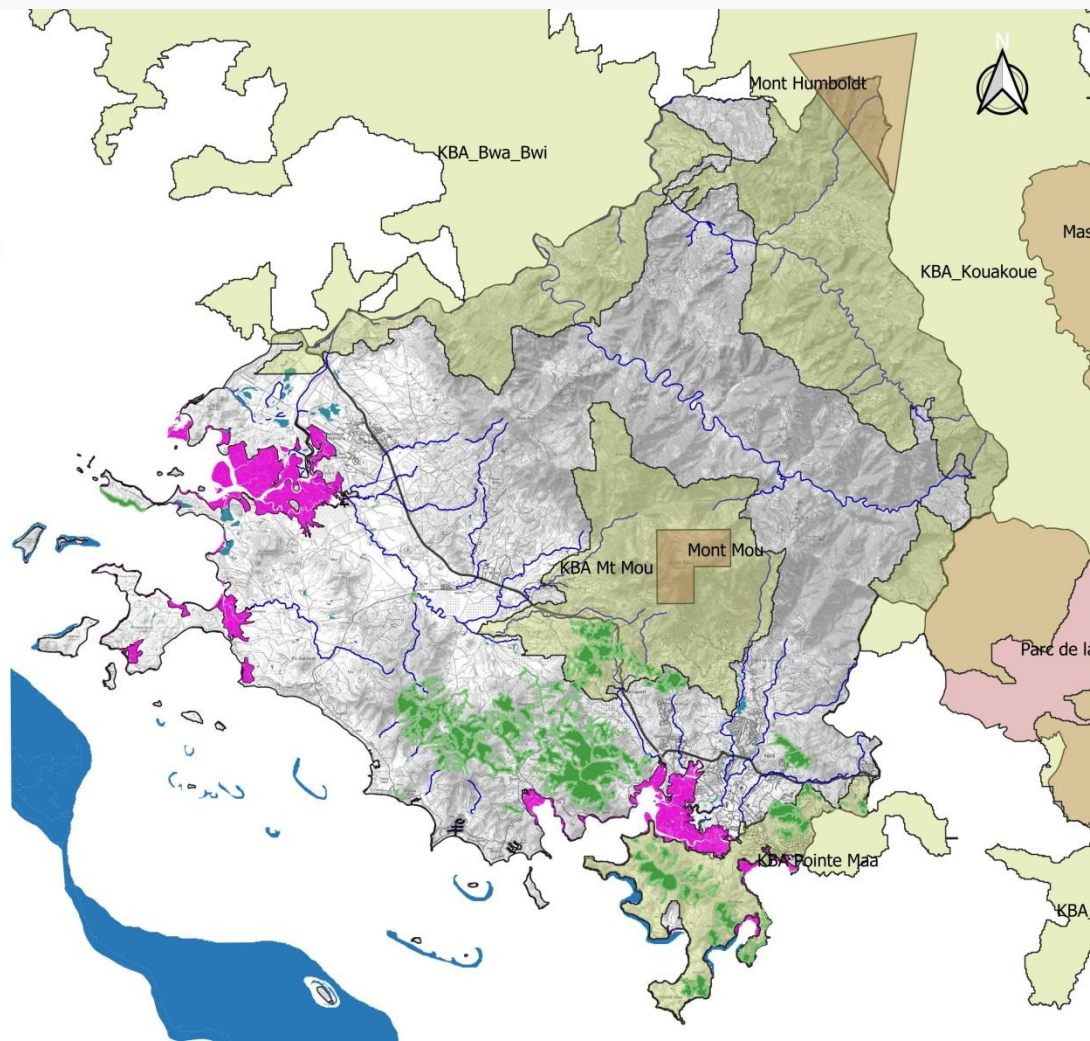 N
Mont Humboldt
KBA_Bwa_Bwi
Mas
KBA_Kouakoue
Mont Mou
KBA Mt Mou
Parc de la
KBA Pointe Maa
KBA_